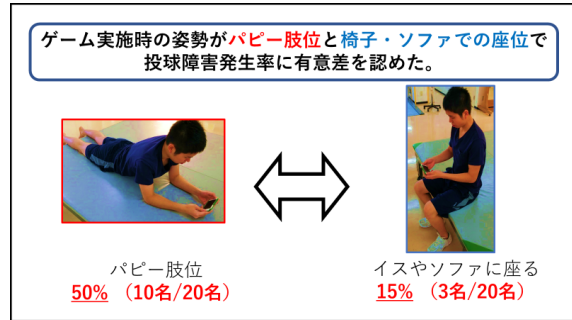 ゲーム実施時の姿勢がパピー肢位と椅子・ソファでの座位で
投球障害発生率に有意差を認めた。
パピー肢位
50% （10名/20名）
イスやソファに座る
15% （3名/20名）